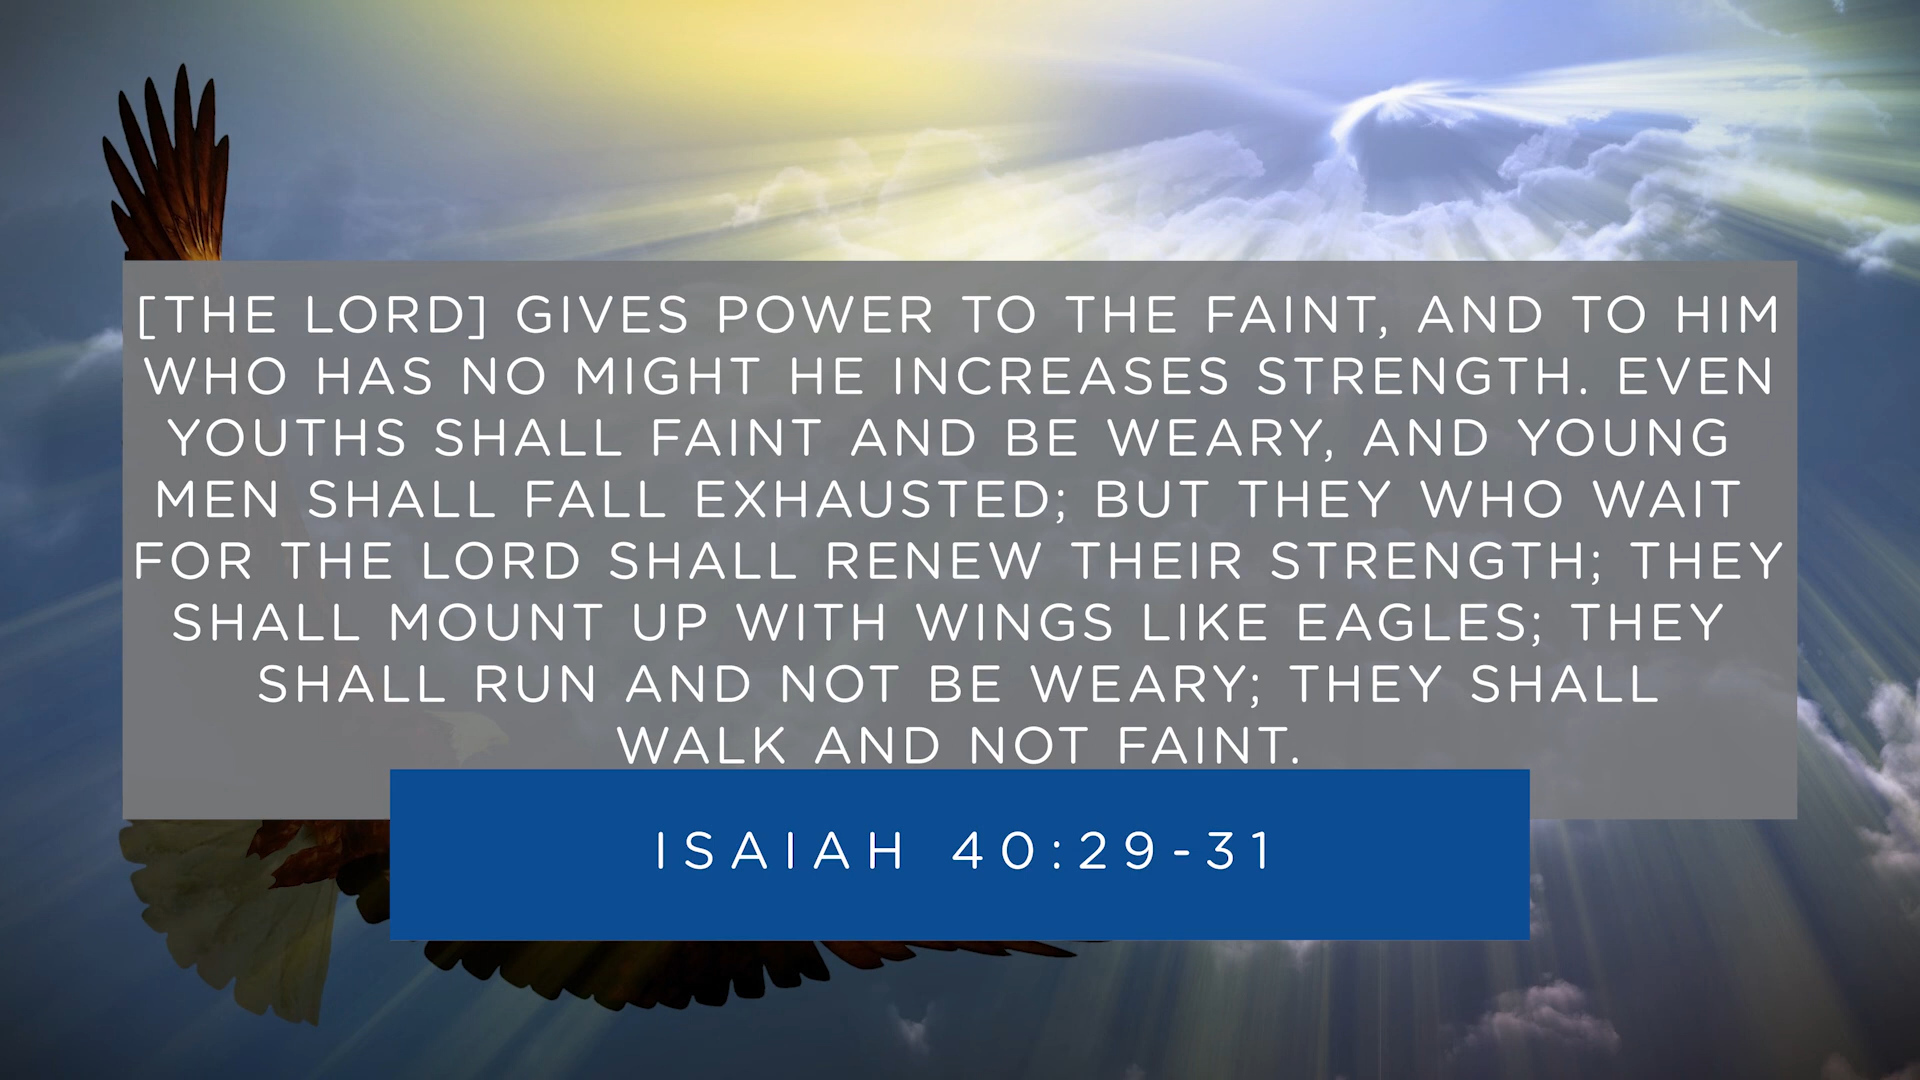 [THE LORD] GIVES POWER TO THE FAINT, AND TO HIM
WHO HAS NO MIGHT HE INCREASES STRENGTH. EVEN
YOUTHS SHALL FAINT AND BE WEARY, AND YOUNG
MEN SHALL FALL EXHAUSTED; BUT THEY WHO WAIT
FOR THE LORD SHALL RENEW THEIR STRENGTH; THEY
SHALL MOUNT UP WITH WINGS LIKE EAGLES; THEY
SHALL RUN AND NOT BE WEARY; THEY SHALL
WALK AND NOT FAINT.
ISAIAH 40:29-31